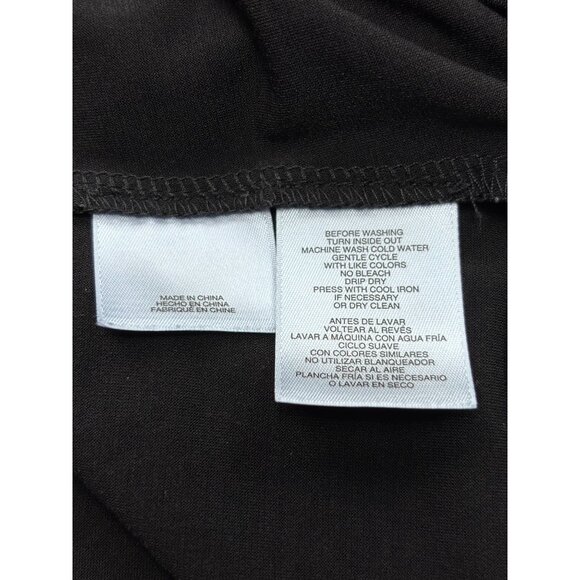 MADE IN CHINA
HECHO EN CHINA
FABRIQUÉ EN CHINE
BEFORE WASHING
TURN INSIDE OUT
MACHINE WASH COLD WATER
GENTLE CYCLE
WITH LIKE COLORS
NO BLEACH
DRIP DRY
PRESS WITH COOL IRON
IF NECESSARY
OR DRY CLEAN
ANTES DE LAVAR
VOLTEAR AL REVÉS
LAVAR A MÁQUINA CON AGUA FRÍA
CICLO SUAVE
CON COLORES SIMILARES
NO UTILIZAR BLANQUEADOR
SECAR AL AIRE
PLANCHA FRÍA SI ES NECESARIO
O LAVAR EN SECO